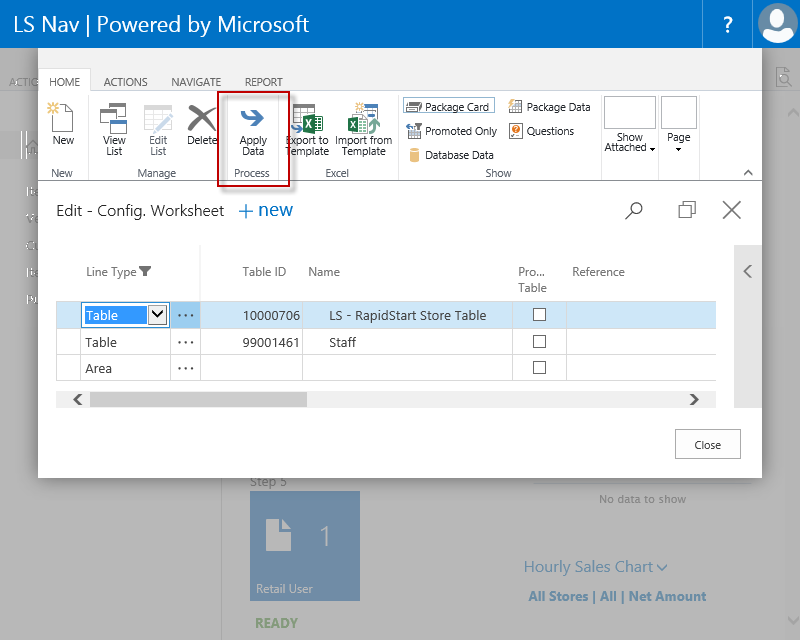 LS Nav | Powered by Microsoft
?
ACTIO
HOME
ACTIONS
NAVIGATE
REPORT
New
View
List
Edit
List
Delete
Apply
Data
Export to
Template
Import from
Template
Package Card
Promoted Only
Database Data
Package Data
Questions
Show
Attached
Page
New
Manage
Process
Excel
Show
Edit - Config. Worksheet
+ new
Line Type
Table ID
Name
Pro...
Table
Reference
Table
...
10000706
LS - RapidStart Store Table
Table
...
99001461
Staff
Area
...
Close
Step 5
1
Retail User
READY
No data to show
Hourly Sales Chart
All Stores | All | Net Amount